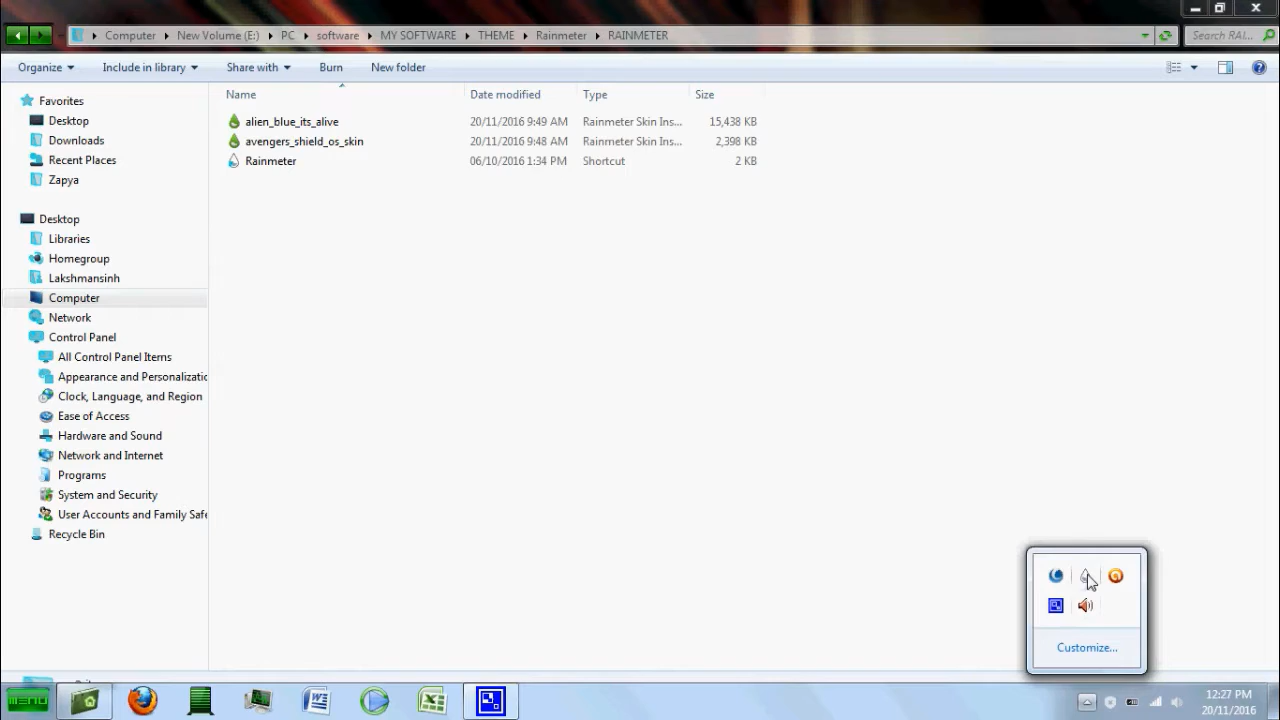 Computer New Volume (E:) PC software MY SOFTWARE THEME Rainmeter RAINMETER Search RAI...
Organize Include in library Share with Burn New folder
Name Date modified Type Size
alien_blue_its_alive 20/11/2016 9:49 AM Rainmeter Skin Ins... 15,438 KB
avengers_shield_os_skin 20/11/2016 9:48 AM Rainmeter Skin Ins... 2,398 KB
Rainmeter 06/10/2016 1:34 PM Shortcut 2 KB
Favorites
Desktop
Downloads
Recent Places
Zapya
Desktop
Libraries
Homegroup
Lakshmansinh
Computer
Network
Control Panel
All Control Panel Items
Appearance and Personalizatic
Clock, Language, and Region
Ease of Access
Hardware and Sound
Network and Internet
Programs
System and Security
User Accounts and Family Safe
Recycle Bin
Customize...
MENU
12:27 PM
20/11/2016